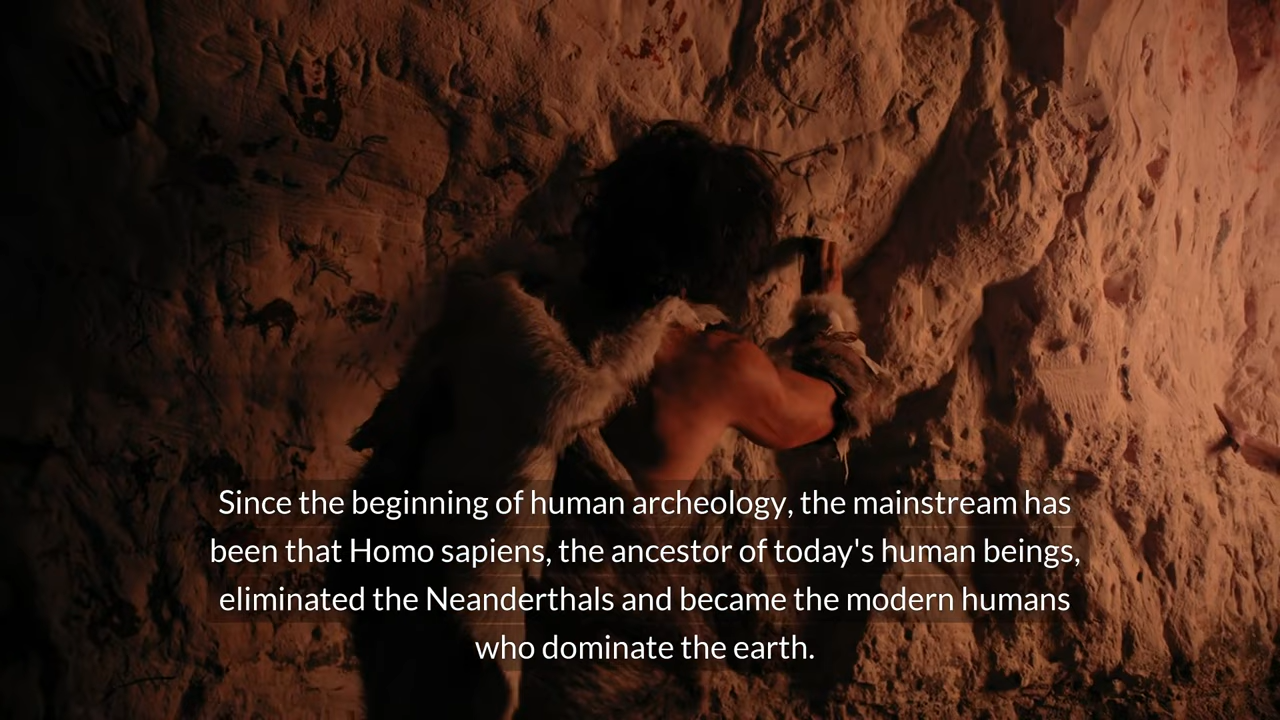 Since the beginning of human archeology, the mainstream has
been that Homo sapiens, the ancestor of today's human beings,
eliminated the Neanderthals and became the modern humans
who dominate the earth.